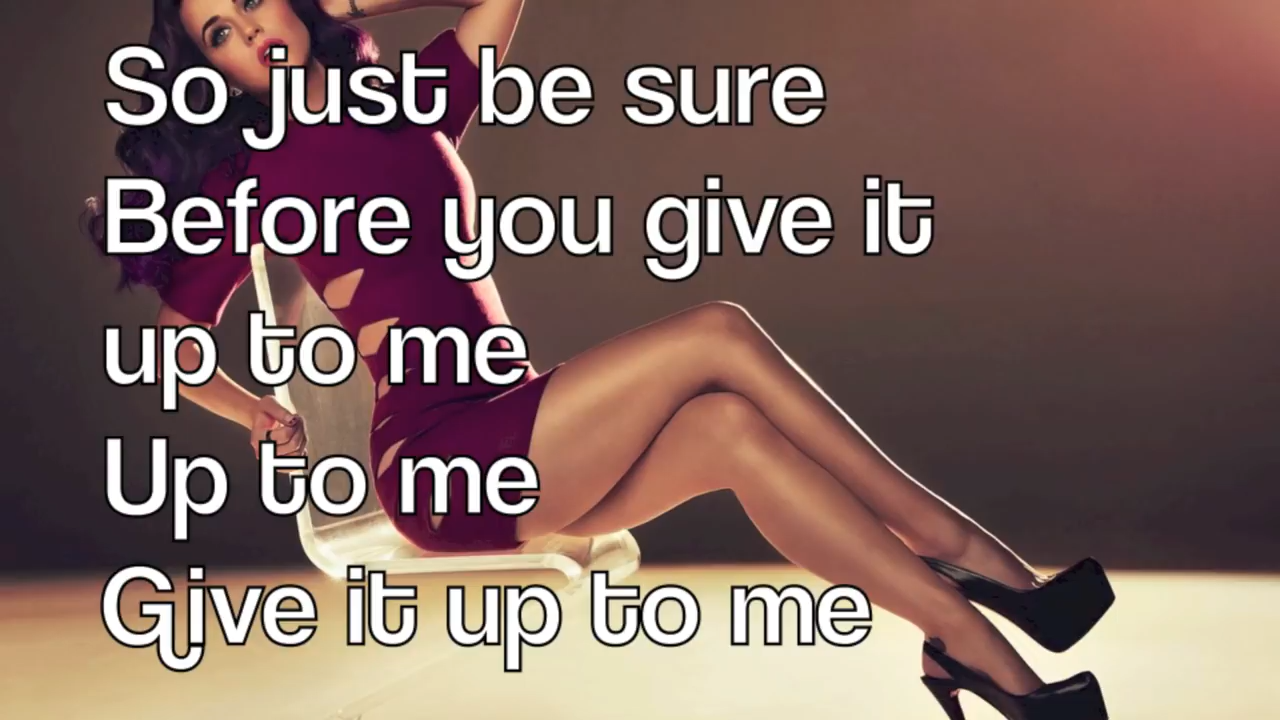 So just be sure
Before you give it
up to me
Up to me
Give it up to me